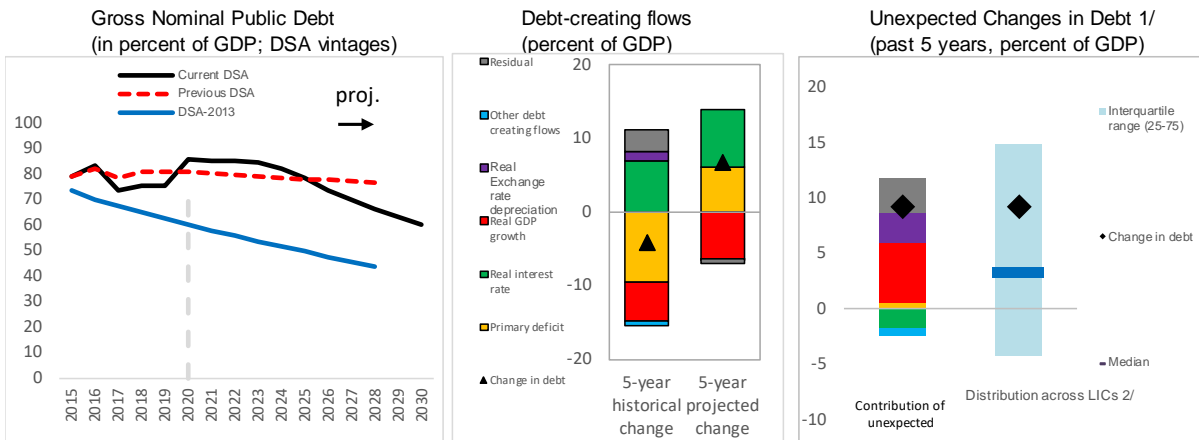 Gross Nominal Public Debt
(in percent of GDP; DSA vintages)
Current DSA
Previous DSA
DSA-2013
proj.
100
90
80
70
60
50
40
30
20
10
0
2015
2016
2017
2018
2019
2020
2021
2022
2023
2024
2025
2026
2027
2028
2029
2030
Debt-creating flows
(percent of GDP)
Residual
Other debt
creating flows
Real
Exchange rate
depreciation
Real GDP
growth
Real interest
rate
Primary deficit
Change in debt
20
10
0
-10
-20
5-year
historical
change
5-year
projected
change
Unexpected Changes in Debt 1/
(past 5 years, percent of GDP)
20
15
10
5
0
-5
-10
Interquartile
range (25-75)
Change in debt
Median
Contribution of
unexpected
Distribution across LICs 2/